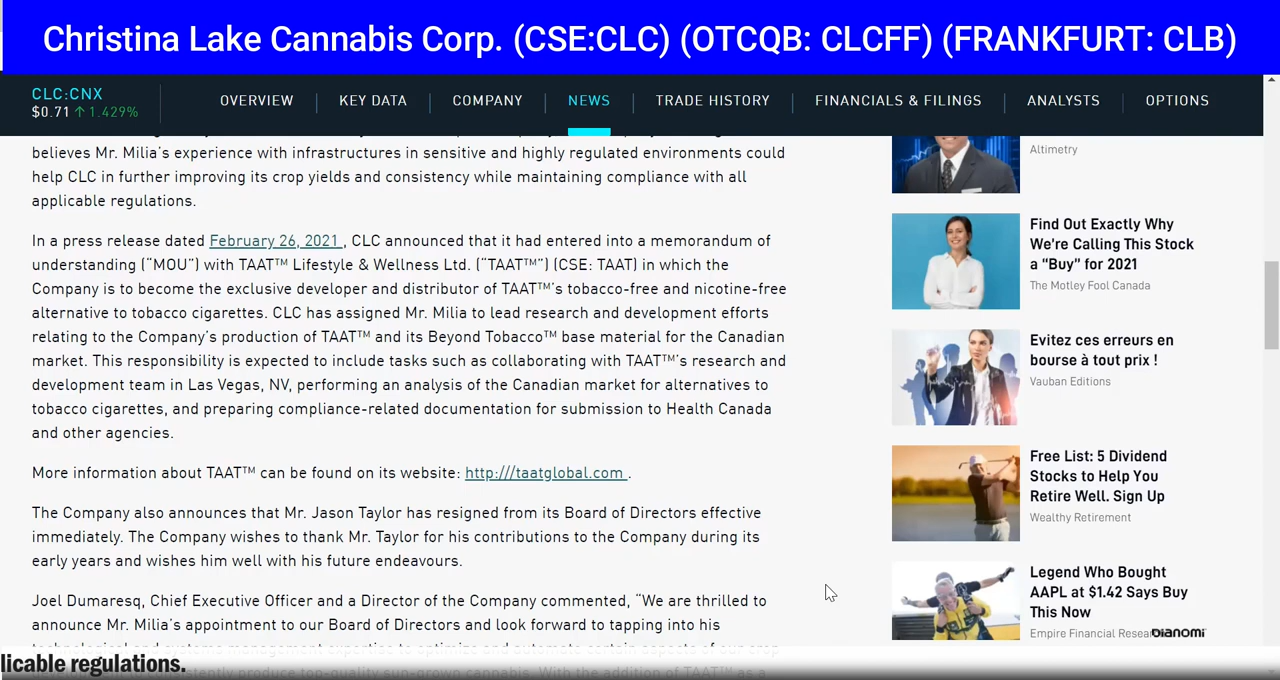 Christina Lake Cannabis Corp. (CSE:CLC) (OTCQB: CLCFF) (FRANKFURT: CLB)
CLC:CNX
$0.71 ↑ 1.429%
OVERVIEW
KEY DATA
COMPANY
NEWS
TRADE HISTORY
FINANCIALS & FILINGS
ANALYSTS
OPTIONS
believes Mr. Milia's experience with infrastructures in sensitive and highly regulated environments could
help CLC in further improving its crop yields and consistency while maintaining compliance with all
applicable regulations.
In a press release dated February 26, 2021 , CLC announced that it had entered into a memorandum of
understanding (“MOU”) with TAAT™ Lifestyle & Wellness Ltd. (“TAAT™”) (CSE: TAAT) in which the
Company is to become the exclusive developer and distributor of TAAT™'s tobacco-free and nicotine-free
alternative to tobacco cigarettes. CLC has assigned Mr. Milia to lead research and development efforts
relating to the Company's production of TAAT™ and its Beyond Tobacco™ base material for the Canadian
market. This responsibility is expected to include tasks such as collaborating with TAAT™'s research and
development team in Las Vegas, NV, performing an analysis of the Canadian market for alternatives to
tobacco cigarettes, and preparing compliance-related documentation for submission to Health Canada
and other agencies.
More information about TAAT™ can be found on its website: http:///taatglobal.com .
The Company also announces that Mr. Jason Taylor has resigned from its Board of Directors effective
immediately. The Company wishes to thank Mr. Taylor for his contributions to the Company during its
early years and wishes him well with his future endeavours.
Joel Dumaresq, Chief Executive Officer and a Director of the Company commented, “We are thrilled to
announce Mr. Milia's appointment to our Board of Directors and look forward to tapping into his
Altimetry
Find Out Exactly Why
We're Calling This Stock
a “Buy” for 2021
The Motley Fool Canada
Evitez ces erreurs en
bourse à tout prix !
Vauban Editions
Free List: 5 Dividend
Stocks to Help You
Retire Well. Sign Up
Wealthy Retirement
Legend Who Bought
AAPL at $1.42 Says Buy
This Now
Empire Financial Resear
bianomi
licable regulations.